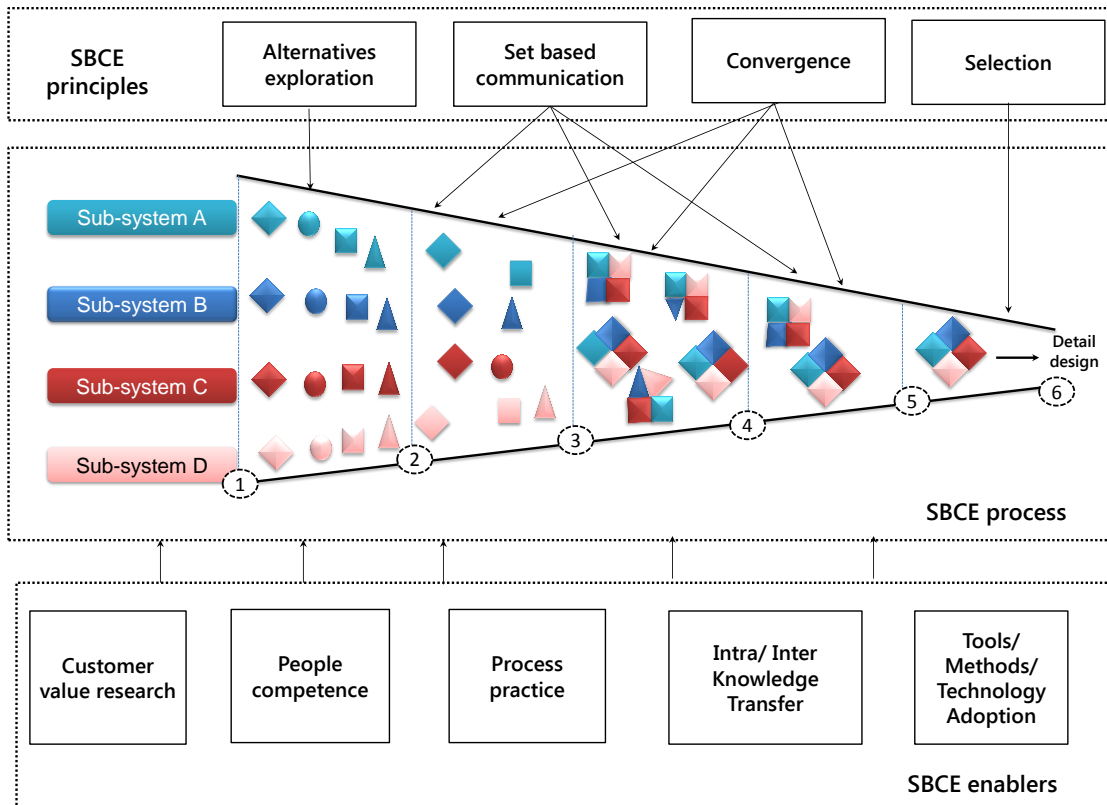 SBCE
principles
Alternatives
exploration
Set based
communication
Convergence
Selection
Sub-system A
Sub-system B
Sub-system C
Sub-system D
1
2
3
4
5
6
Detail
design
SBCE process
Customer
value research
People
competence
Process
practice
Intra/ Inter
Knowledge
Transfer
Tools/
Methods/
Technology
Adoption
SBCE enablers